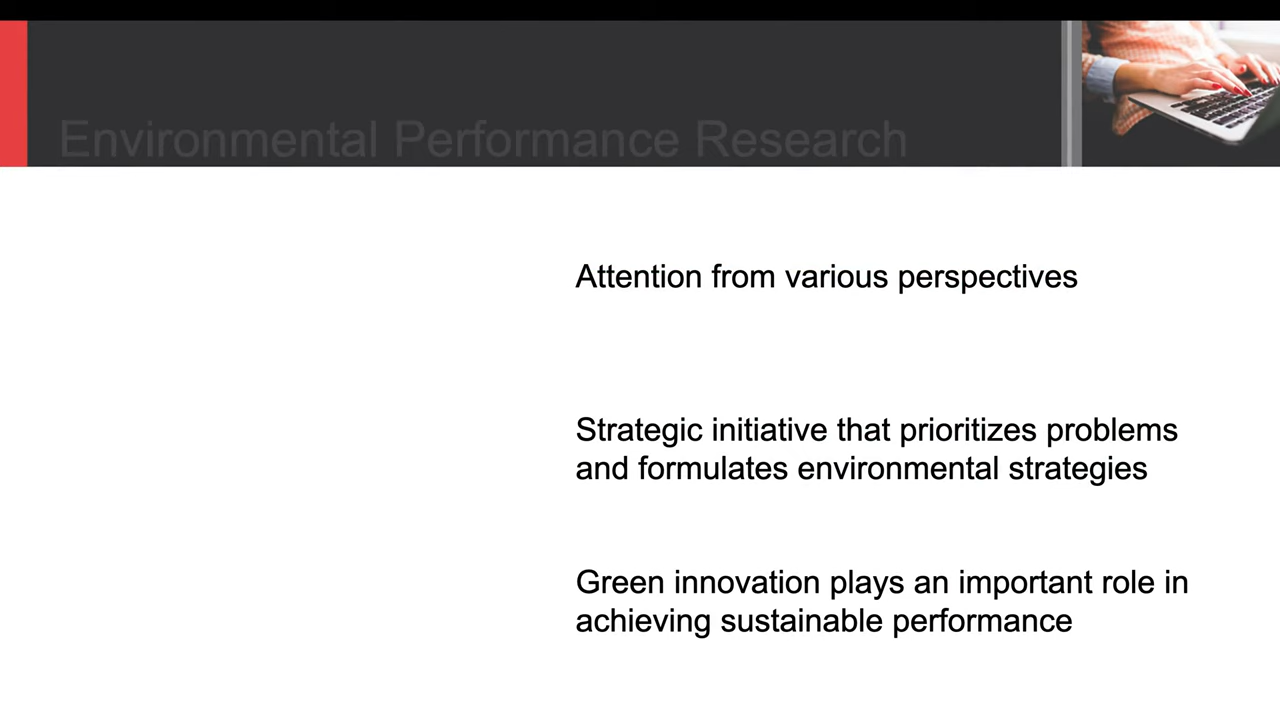 Environmental Performance Research
Attention from various perspectives
Strategic initiative that prioritizes problems
and formulates environmental strategies
Green innovation plays an important role in
achieving sustainable performance